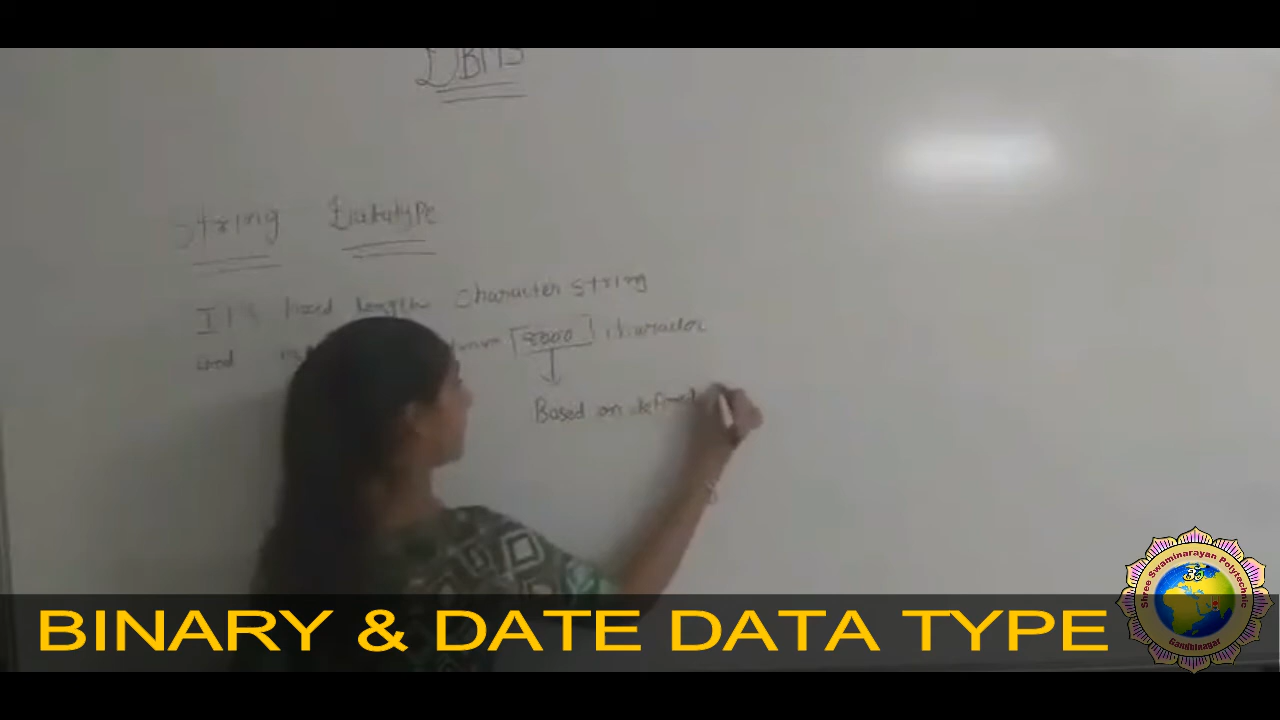 DBMS
String Datatype
It's fixed length character string
and [8000] character
Based on defined
BINARY & DATE DATA TYPE
Shree Swaminarayan Polytechnic
Gandhinagar